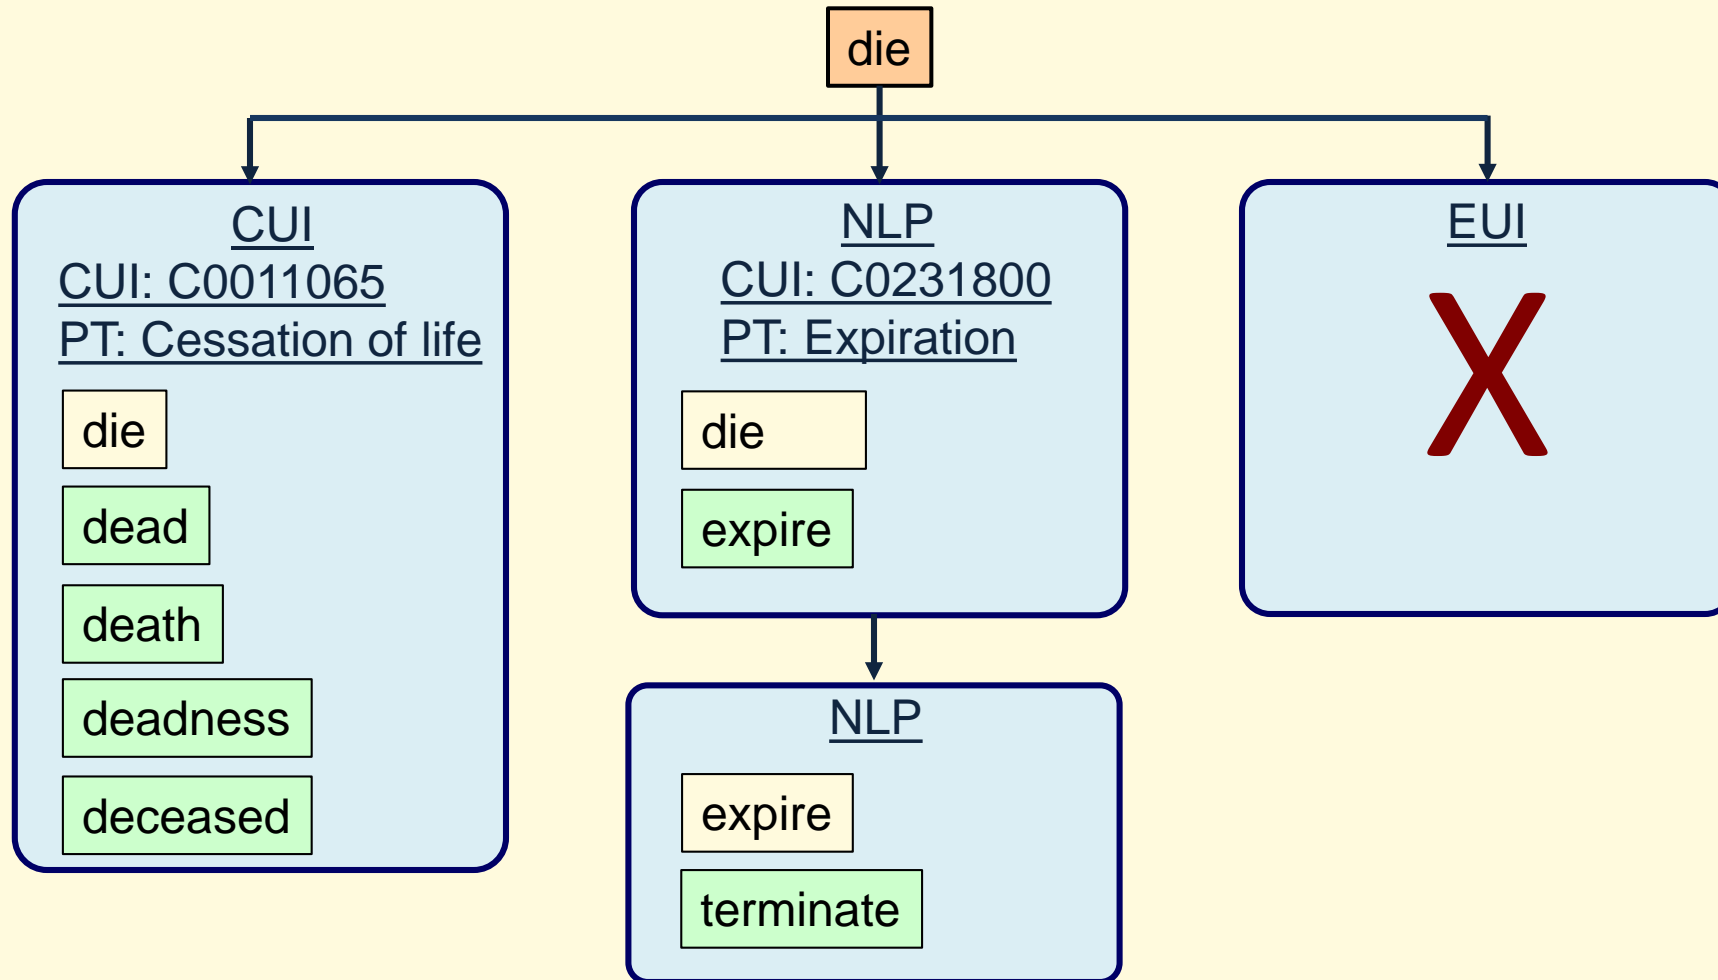 die
CUI
CUI: C0011065
PT: Cessation of life
die
dead
death
deadness
deceased
NLP
CUI: C0231800
PT: Expiration
die
expire
NLP
expire
terminate
EUI
X